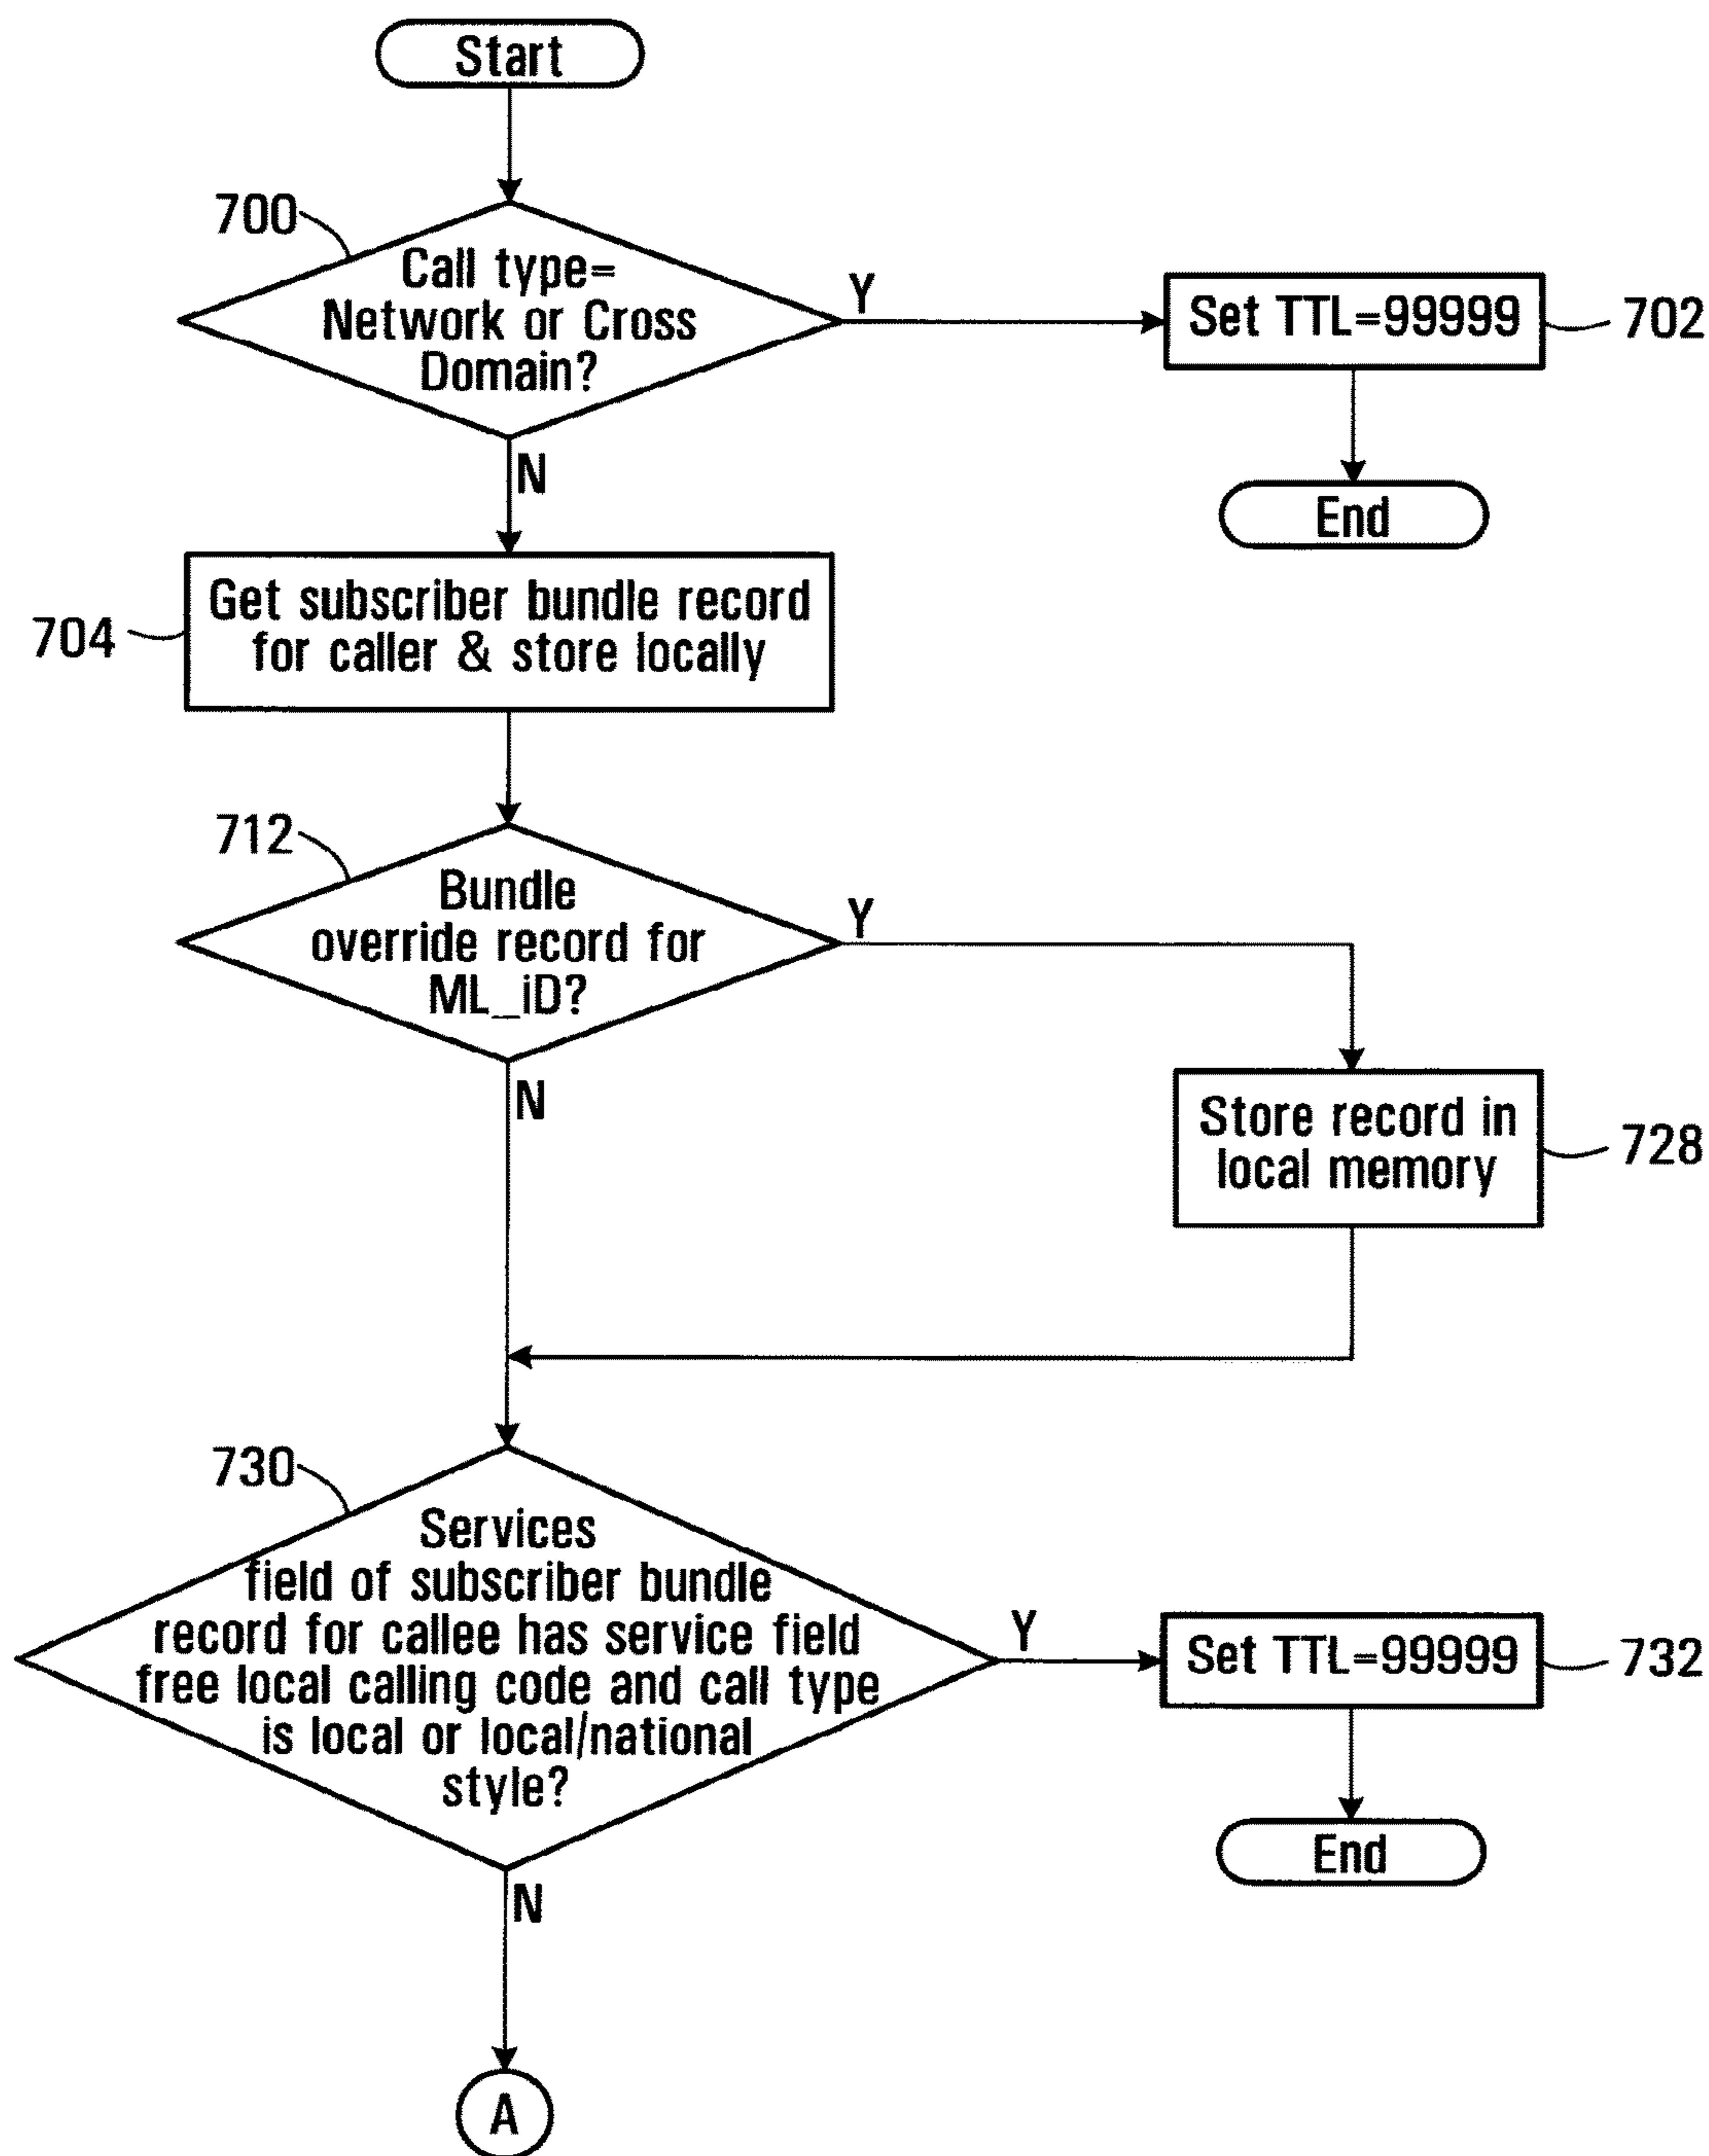 Start
700
Call type=
Network or Cross
Domain?
Y
Set TTL=99999
702
N
End
704
Get subscriber bundle record
for caller & store locally
712
Bundle
override record for
ML_iD?
Y
N
Store record in
local memory
728
730
Services
field of subscriber bundle
record for callee has service field
free local calling code and call type
is local or local/national
style?
Y
Set TTL=99999
732
N
End
A